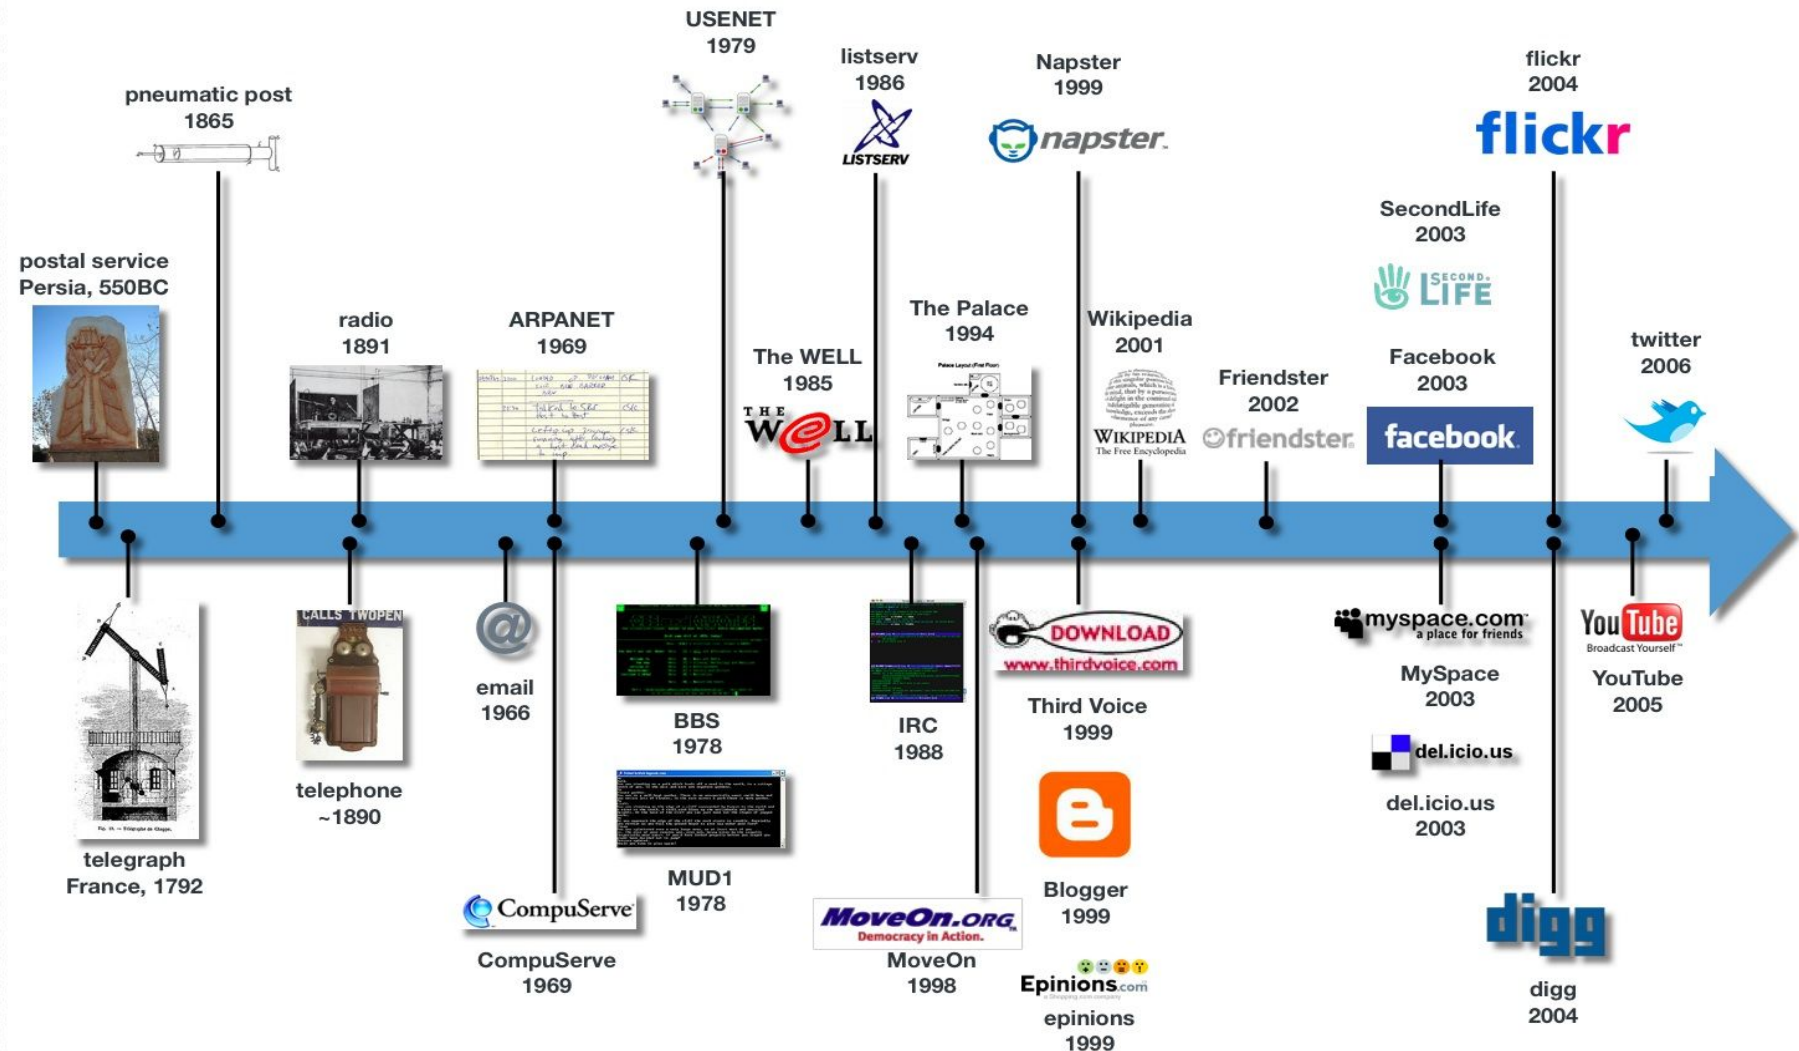 USENET
1979
listserv
1986
LISTSERV
Napster
1999
napster.
flickr
2004
flickr
pneumatic post
1865
SecondLife
2003
SECOND.
LIFE
postal service
Persia, 550BC
radio
1891
ARPANET
1969
The WELL
1985
THE
WELL
The Palace
1994
Palace Layout (First Floor)
Wikipedia
2001
WIKIPEDIA
The Free Encyclopedia
Friendster
2002
friendster.
Facebook
2003
facebook.
twitter
2006
telegraph
France, 1792
CALLS TWOPEN
telephone
~1890
@
email
1966
CompuServe
CompuServe
1969
BBS
1978
MUD1
1978
IRC
1988
MoveOn.ORG
Democracy in Action.
MoveOn
1998
DOWNLOAD
www.thirdvoice.com
Third Voice
1999
Blogger
1999
Epinions.com
epinions
1999
myspace.com
a place for friends
MySpace
2003
del.icio.us
del.icio.us
2003
digg
digg
2004
YouTube
Broadcast Yourself™
YouTube
2005